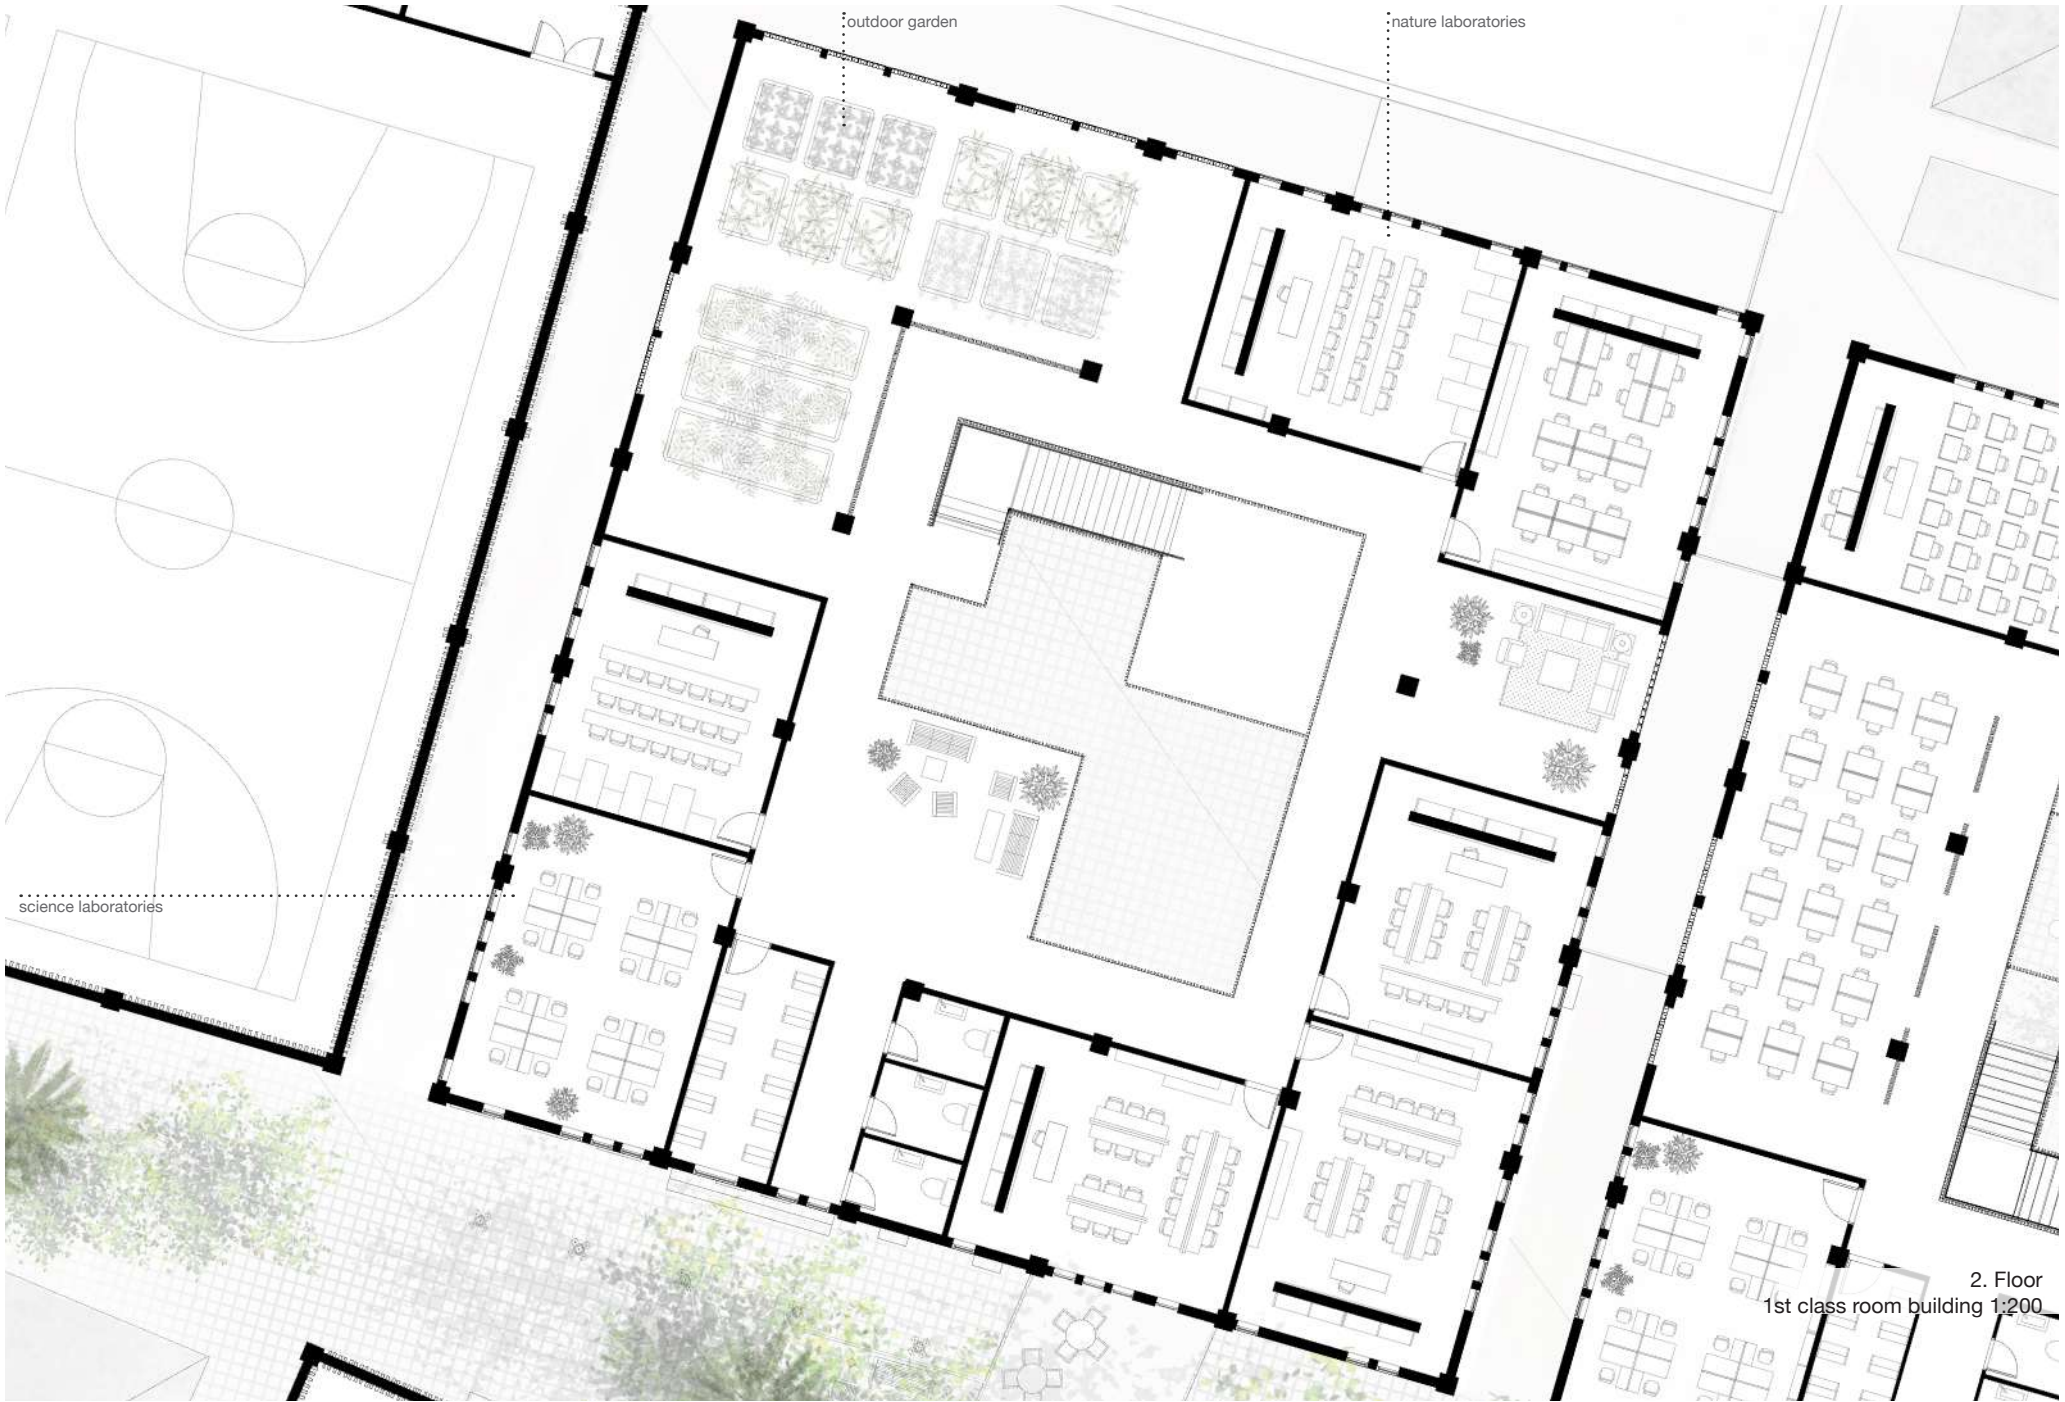 outdoor garden
nature laboratories
science laboratories
2. Floor
1st class room building 1:200